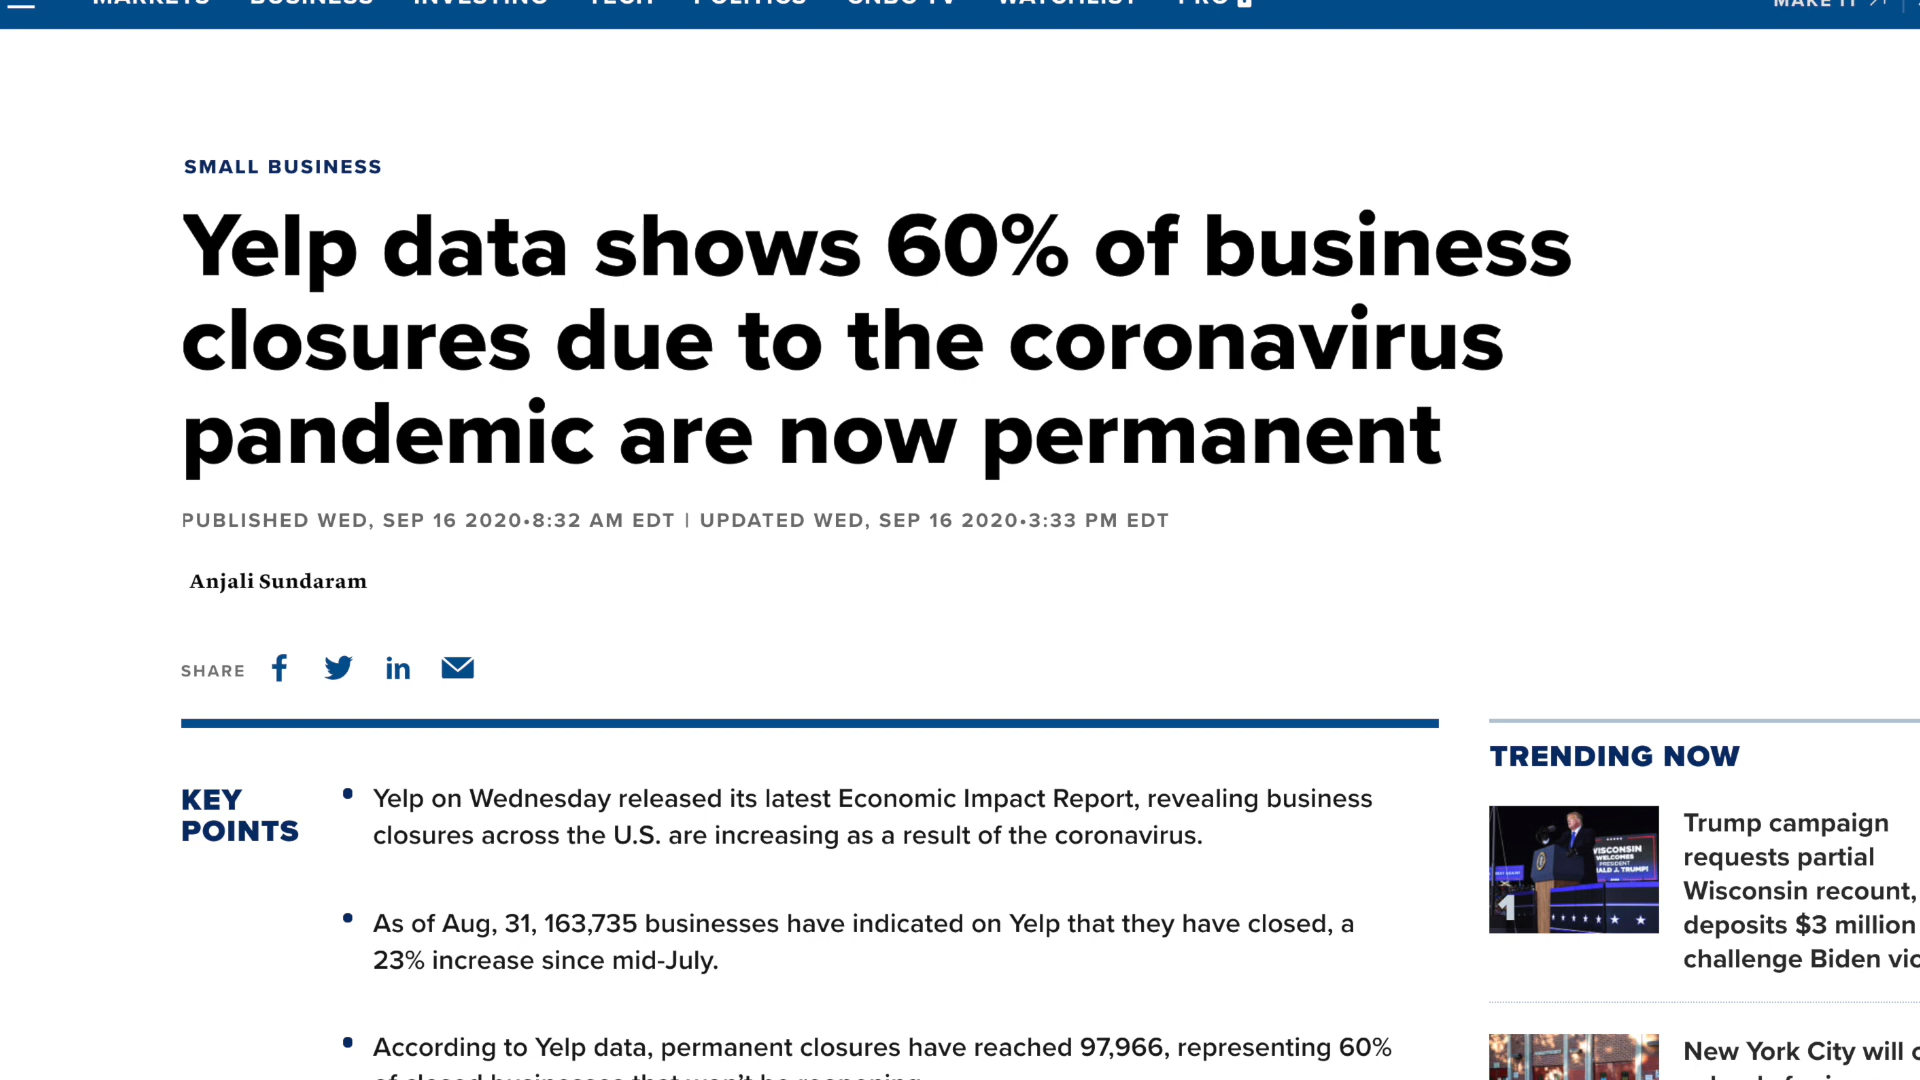 MARKETS BUSINESS INVESTING TECH POLITICS CNBC TV WATCHLIST PRO MAKE IT
SMALL BUSINESS
Yelp data shows 60% of business
closures due to the coronavirus
pandemic are now permanent
PUBLISHED WED, SEP 16 2020•8:32 AM EDT | UPDATED WED, SEP 16 2020•3:33 PM EDT
Anjali Sundaram
SHARE
KEY
POINTS
• Yelp on Wednesday released its latest Economic Impact Report, revealing business
closures across the U.S. are increasing as a result of the coronavirus.
• As of Aug, 31, 163,735 businesses have indicated on Yelp that they have closed, a
23% increase since mid-July.
• According to Yelp data, permanent closures have reached 97,966, representing 60%
of closed businesses that won't be reopening.
TRENDING NOW
WISCONSIN
WELCOMES
PRESIDENT
ALD J. TRUMP!
1
Trump campaign
requests partial
Wisconsin recount,
deposits $3 million
challenge Biden vic
New York City will